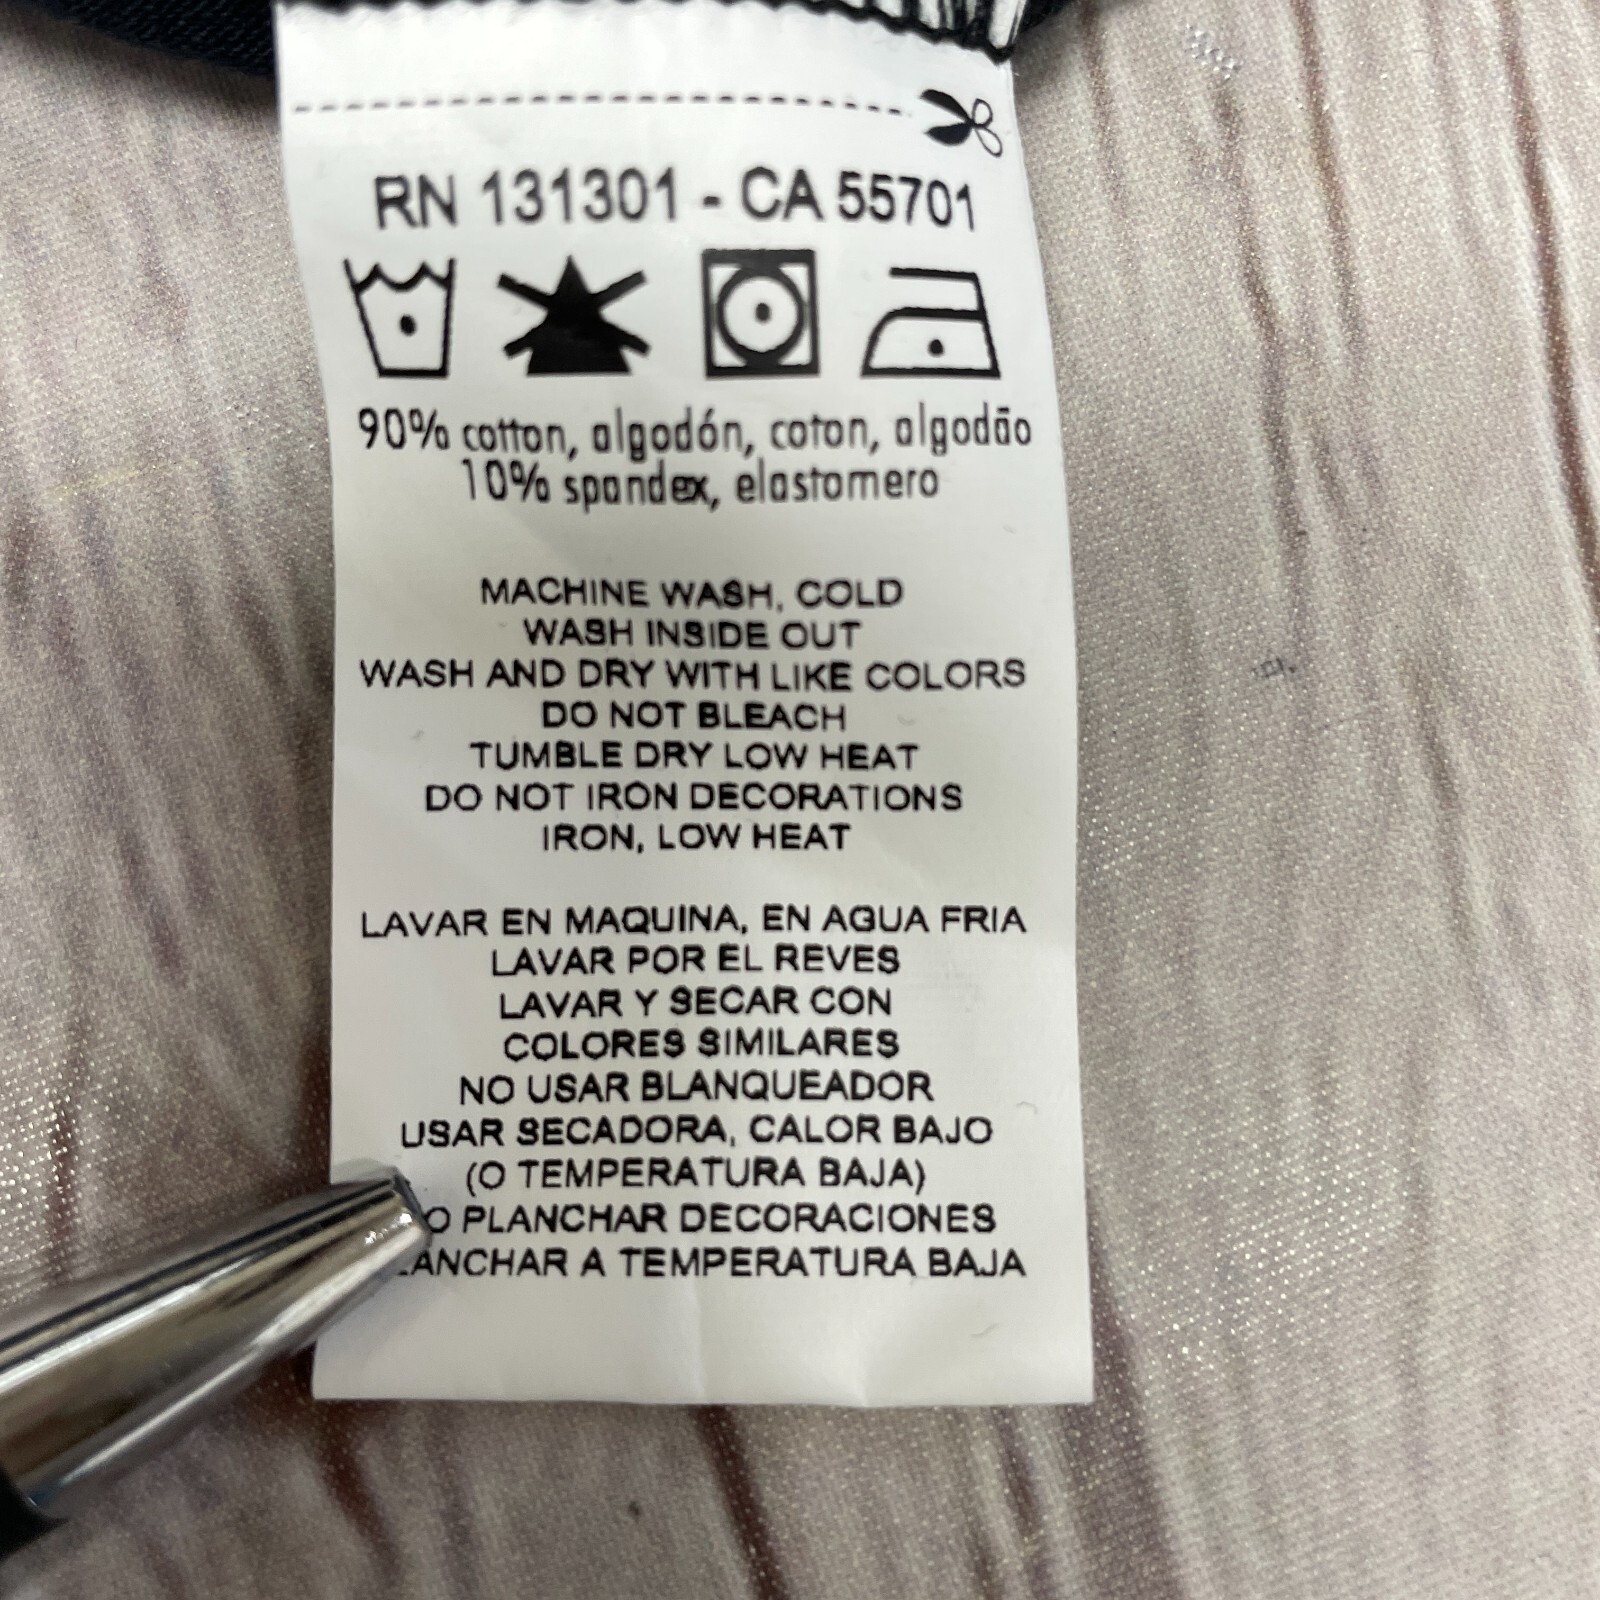 RN 131301 - CA 55701
90% cotton, algodón, coton, algodão
10% spandex, elastomero
MACHINE WASH, COLD
WASH INSIDE OUT
WASH AND DRY WITH LIKE COLORS
DO NOT BLEACH
TUMBLE DRY LOW HEAT
DO NOT IRON DECORATIONS
IRON, LOW HEAT
LAVAR EN MAQUINA, EN AGUA FRIA
LAVAR POR EL REVES
LAVAR Y SECAR CON
COLORES SIMILARES
NO USAR BLANQUEADOR
USAR SECADORA, CALOR BAJO
(O TEMPERATURA BAJA)
O PLANCHAR DECORACIONES
ANCHAR A TEMPERATURA BAJA